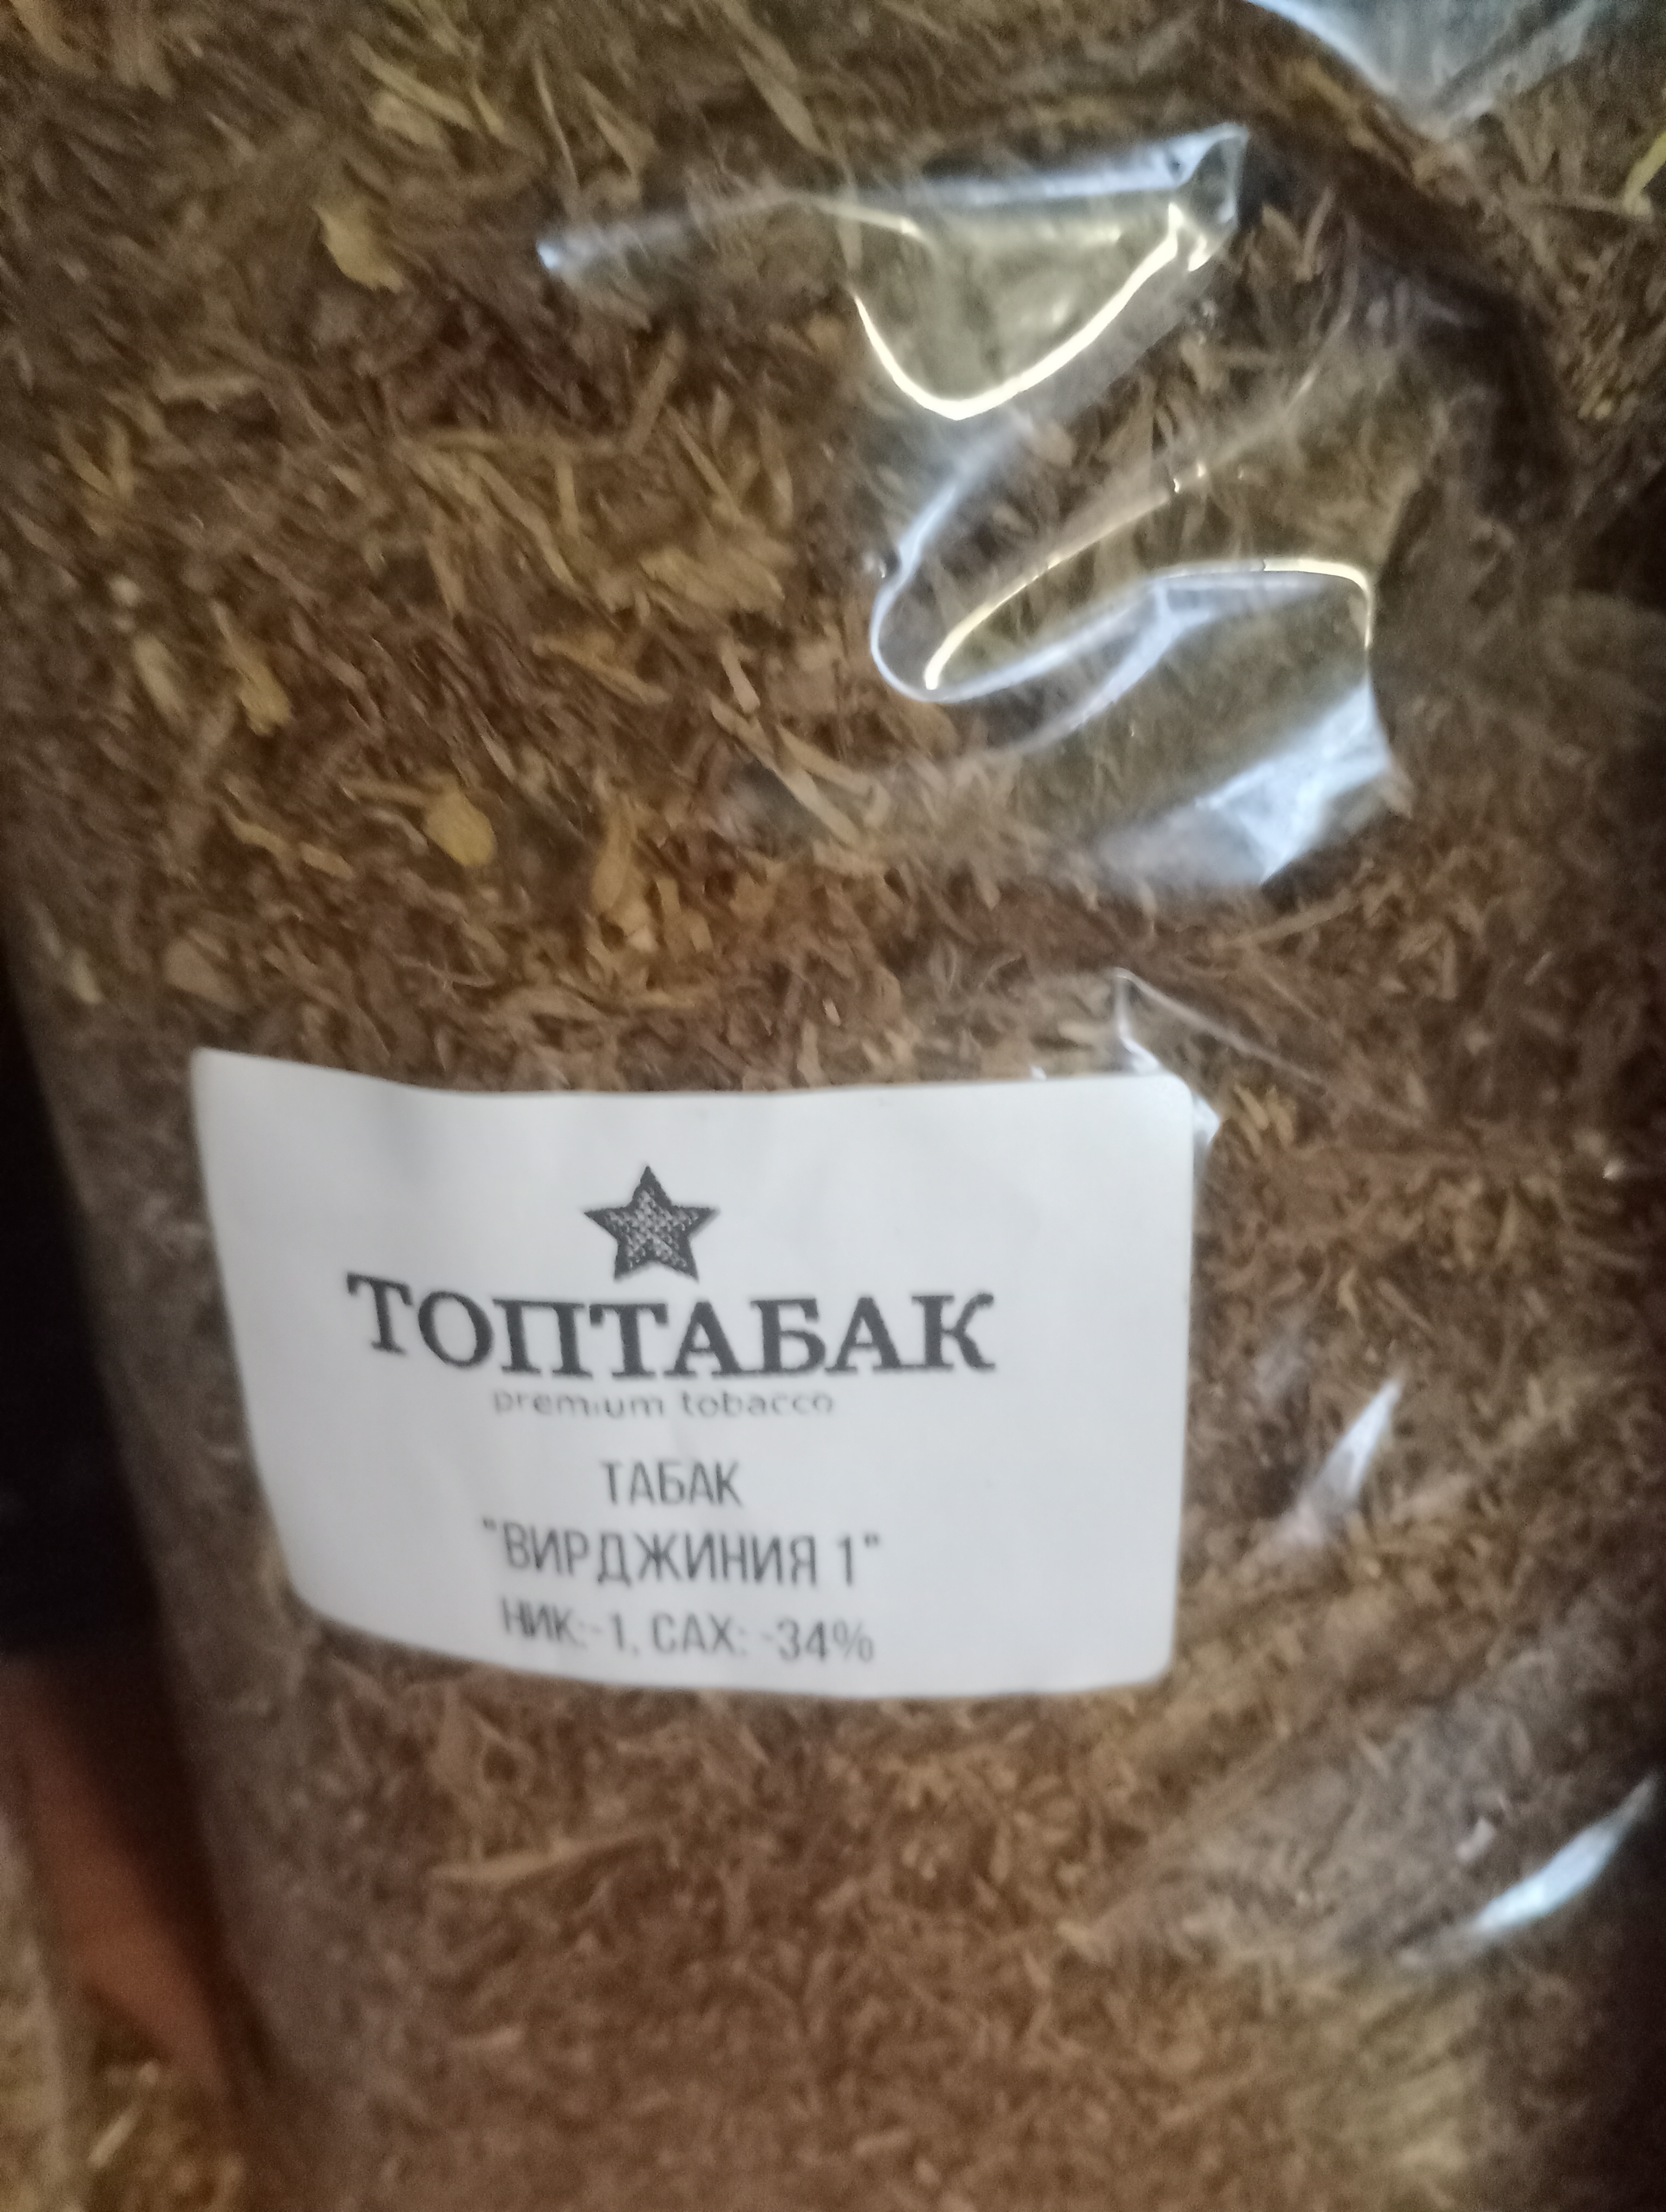 ТОПТАБАК
premium tobacco
ТАБАК
"ВИРДЖИНИЯ 1"
НИК:-1, САХ: -34%